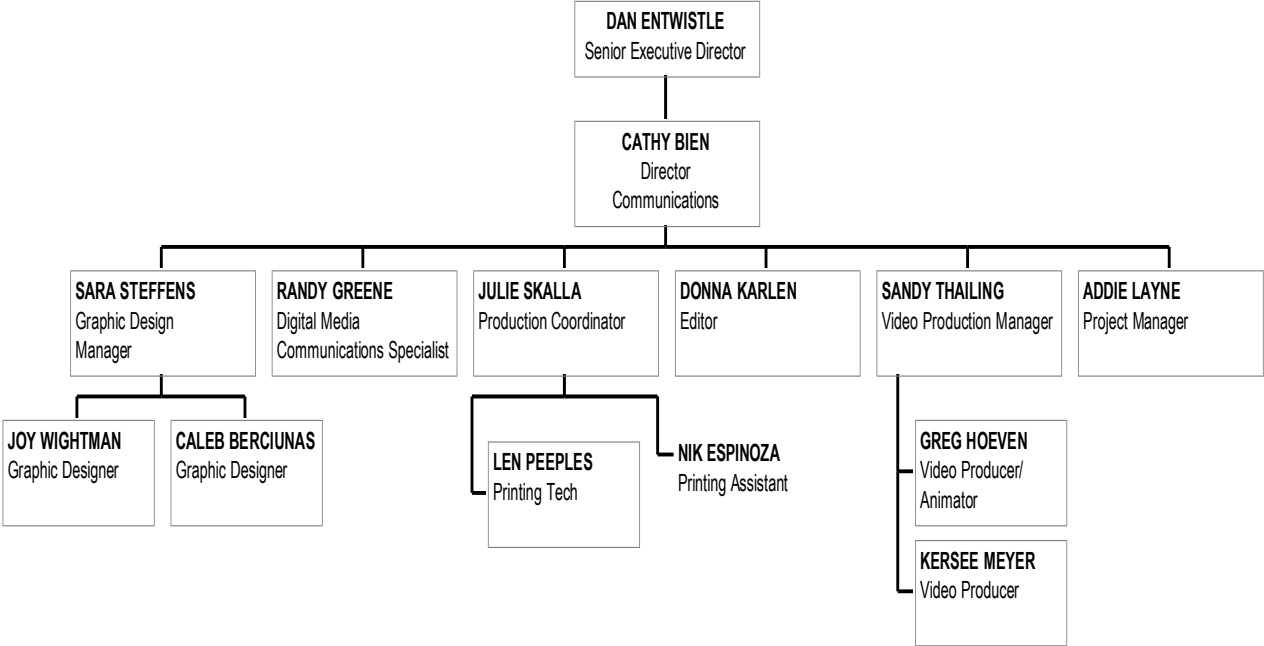 DAN ENTWISTLE
Senior Executive Director
CATHY BIEN
Director
Communications
SARA STEFFENS
Graphic Design
Manager
RANDY GREENE
Digital Media
Communications Specialist
JULIE SKALLA
Production Coordinator
DONNA KARLEN
Editor
SANDY THAILING
Video Production Manager
ADDIE LAYNE
Project Manager
JOY WIGHTMAN
Graphic Designer
CALEB BERCIUNAS
Graphic Designer
LEN PEEPLES
Printing Tech
NIK ESPINOZA
Printing Assistant
GREG HOEVEN
Video Producer/
Animator
KERSEE MEYER
Video Producer